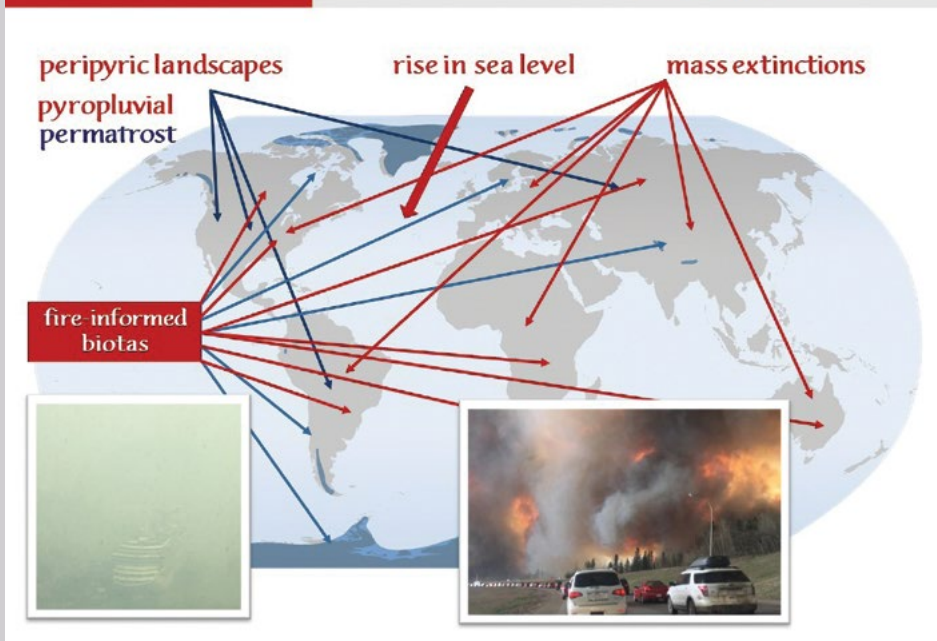 peripyric landscapes
rise in sea level
mass extinctions
pyropluvial
permatrost
fire-informed
biotas